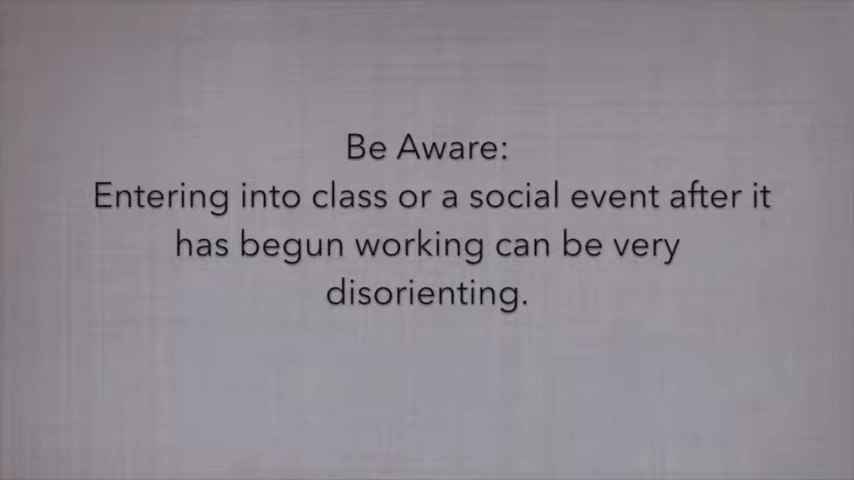 Be Aware:
Entering into class or a social event after it
has begun working can be very
disorienting.